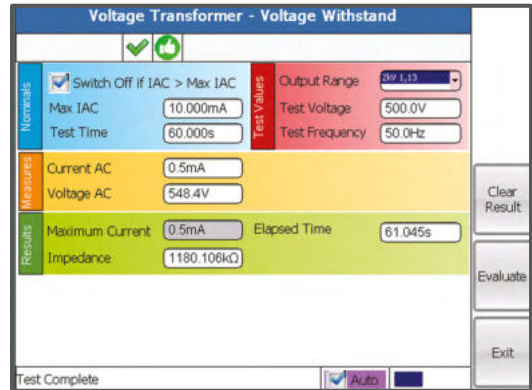 Voltage Transformer - Voltage Withstand
Nominals
Switch Off if IAC > Max IAC
Max IAC 10.000mA
Test Time 60.000s
Test Values
Output Range 2kV 1,13
Test Voltage 500.0V
Test Frequency 50.0Hz
Measures
Current AC 0.5mA
Voltage AC 548.4V
Results
Maximum Current 0.5mA Elapsed Time 61.045s
Impedance 1180.106kΩ
Clear
Result
Evaluate
Exit
Test Complete Auto